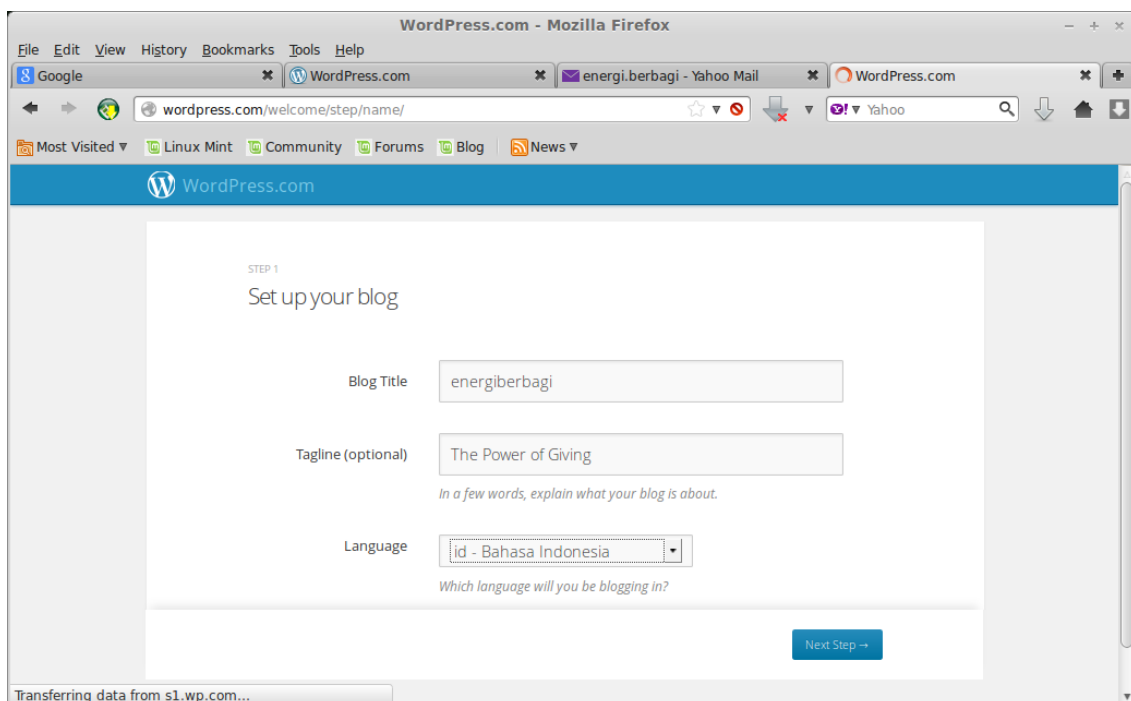 WordPress.com - Mozilla Firefox
File Edit View History Bookmarks Tools Help
Google WordPress.com energi.berbagi - Yahoo Mail WordPress.com
wordpress.com/welcome/step/name/ Yahoo
Most Visited Linux Mint Community Forums Blog News
WordPress.com
STEP 1
Set up your blog
Blog Title energiberbagi
Tagline (optional) The Power of Giving
In a few words, explain what your blog is about.
Language id - Bahasa Indonesia
Which language will you be blogging in?
Next Step →
Transferring data from s1.wp.com...